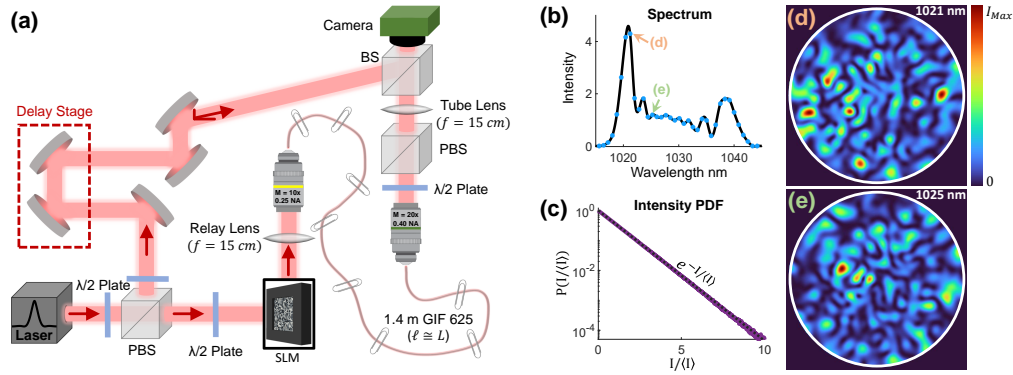 (a)
Camera
BS
Delay Stage
Tube Lens
(f = 15 cm)
PBS
λ/2 Plate
M = 10x
0.25 NA
M = 20x
0.40 NA
Relay Lens
(f = 15 cm)
λ/2 Plate
Laser
PBS
λ/2 Plate
SLM
1.4 m GIF 625
(ℓ ≅ L)
(b)
Spectrum
Intensity
4
2
0
(d)
(e)
1020
1030
1040
Wavelength nm
(c)
Intensity PDF
P(I/⟨I⟩)
10⁰
10⁻²
10⁻⁴
e^{-I/⟨I⟩}
0
5
10
I/⟨I⟩
(d)
1021 nm
I_{Max}
0
(e)
1025 nm